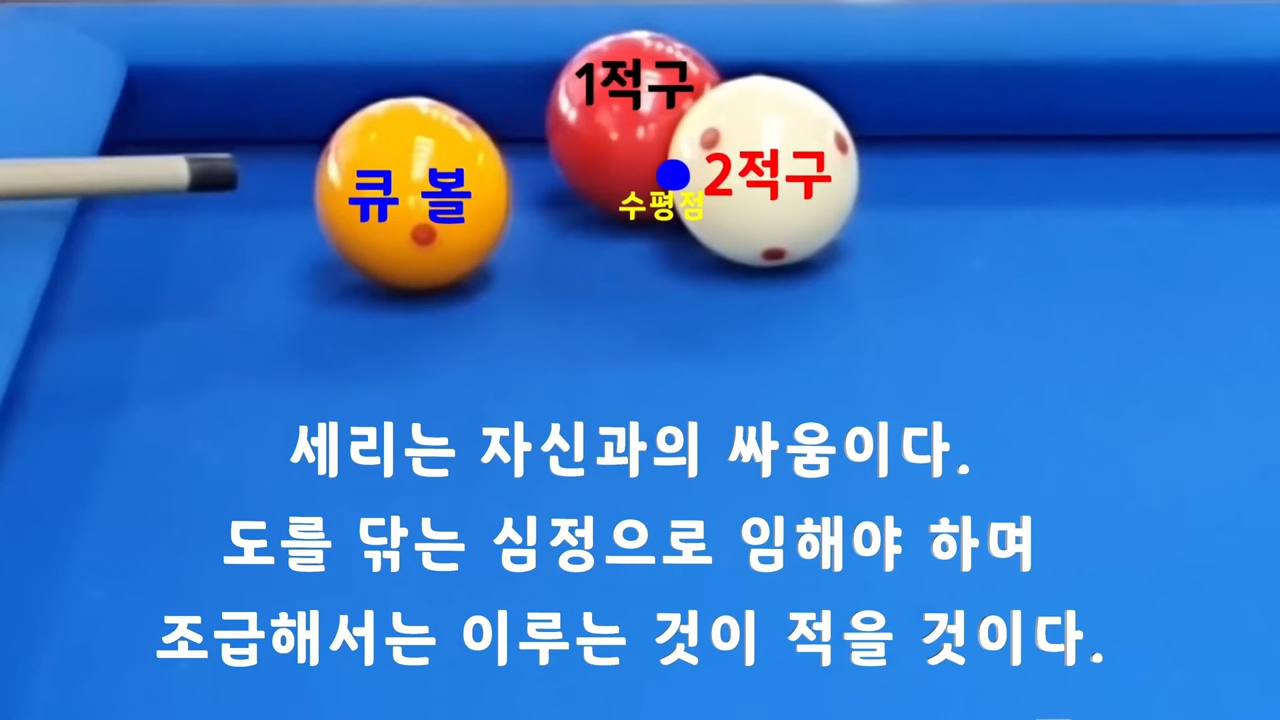 1적구
큐 볼
2적구
수평점
세리는 자신과의 싸움이다.
도를 닦는 심정으로 임해야 하며
조급해서는 이루는 것이 적을 것이다.